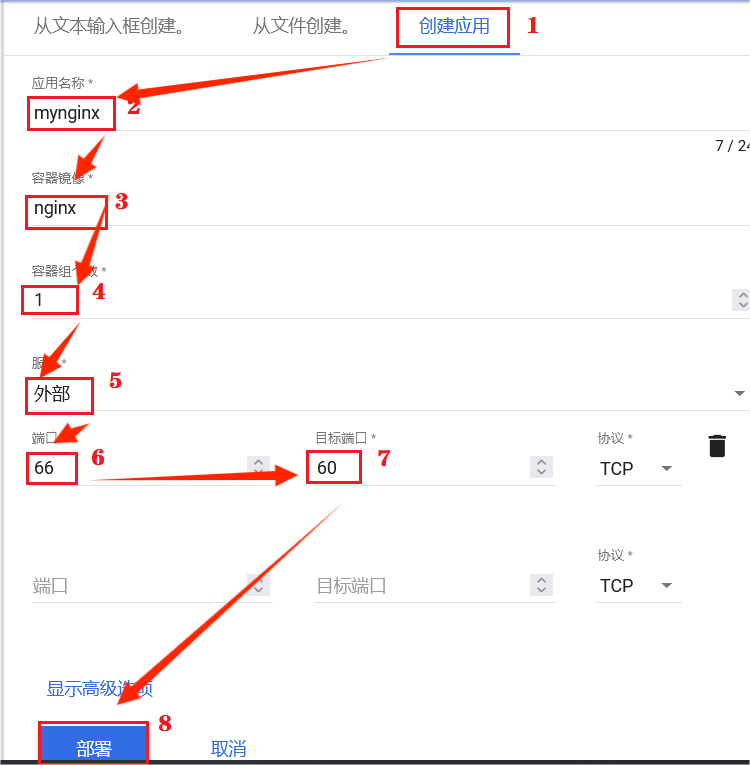 从文本输入框创建。 从文件创建。 创建应用 1
应用名称 *
mynginx 2
7 / 24
容器镜像 *
nginx 3
容器组个数 *
1 4
服务 *
外部 5
端口 目标端口 * 协议 *
66 6 60 7 TCP
协议 *
端口 目标端口 TCP
显示高级选项
8
部署 取消